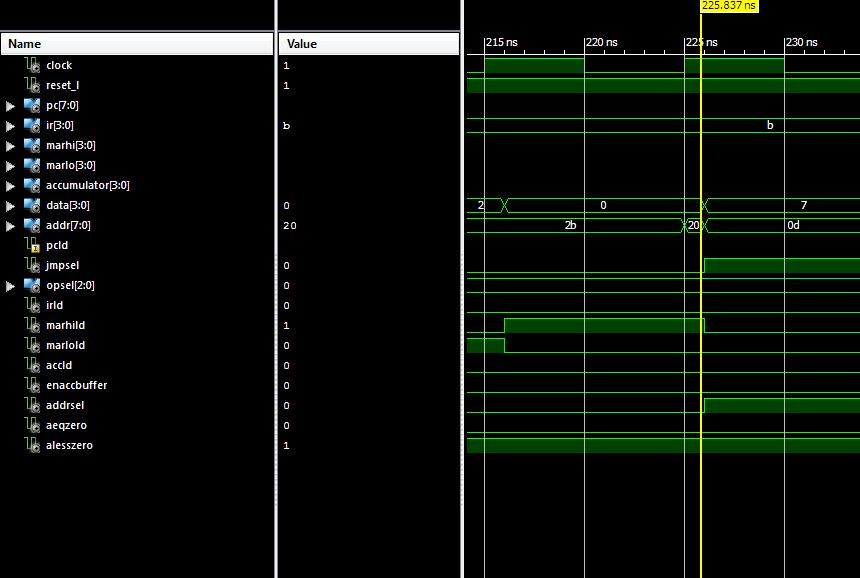 225.837 ns
Name Value 215 ns 220 ns 225 ns 230 ns
clock 1
reset_l 1
pc[7:0]
ir[3:0] b b
marhi[3:0]
marlo[3:0]
accumulator[3:0]
data[3:0] 0 2 0 7
addr[7:0] 20 2b 20 0d
pcld
jmpsel 0
opsel[2:0] 0
irld 0
marhild 1
marlold 0
accld 0
enaccbuffer 0
addrsel 0
aeqzero 0
alesszero 1